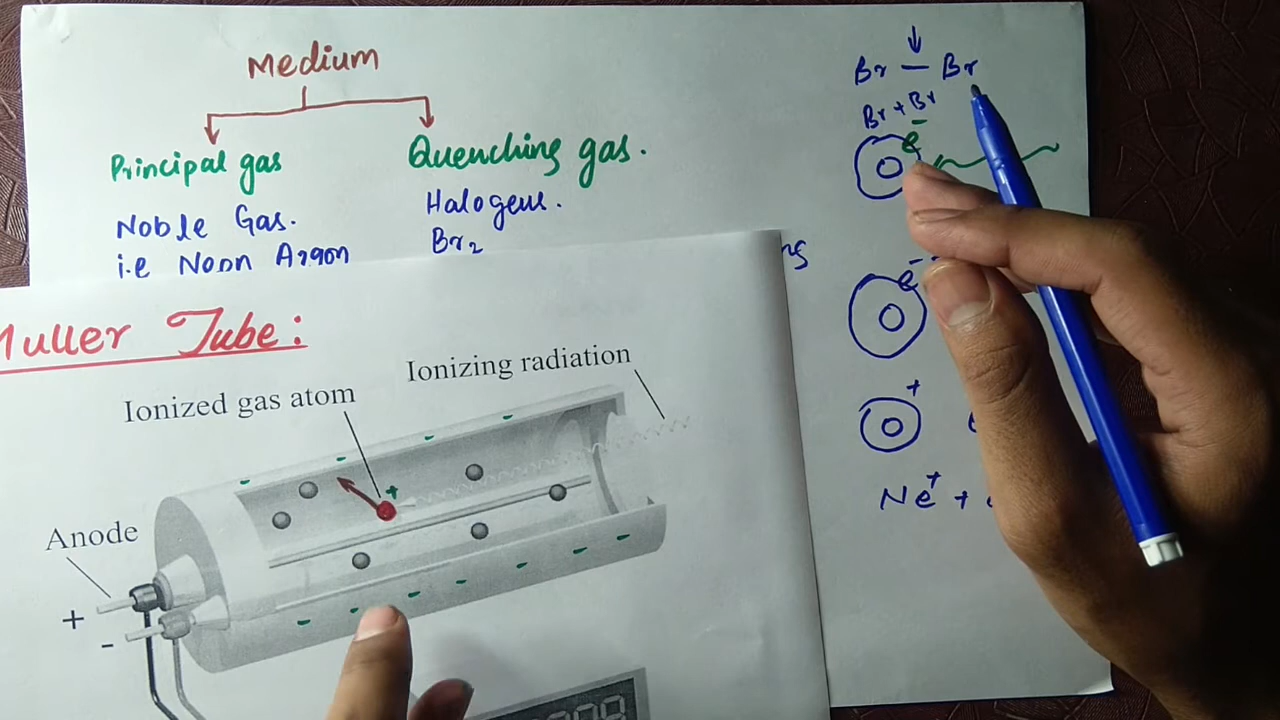 Medium
Principal gas
Quenching gas.
Noble Gas.
i.e Neon Argon
Halogens.
Br2
Br — Br
Br + Br
e-
e-
+
Ne+ +
Muller Tube:
Ionized gas atom
Ionizing radiation
Anode
+
-
+